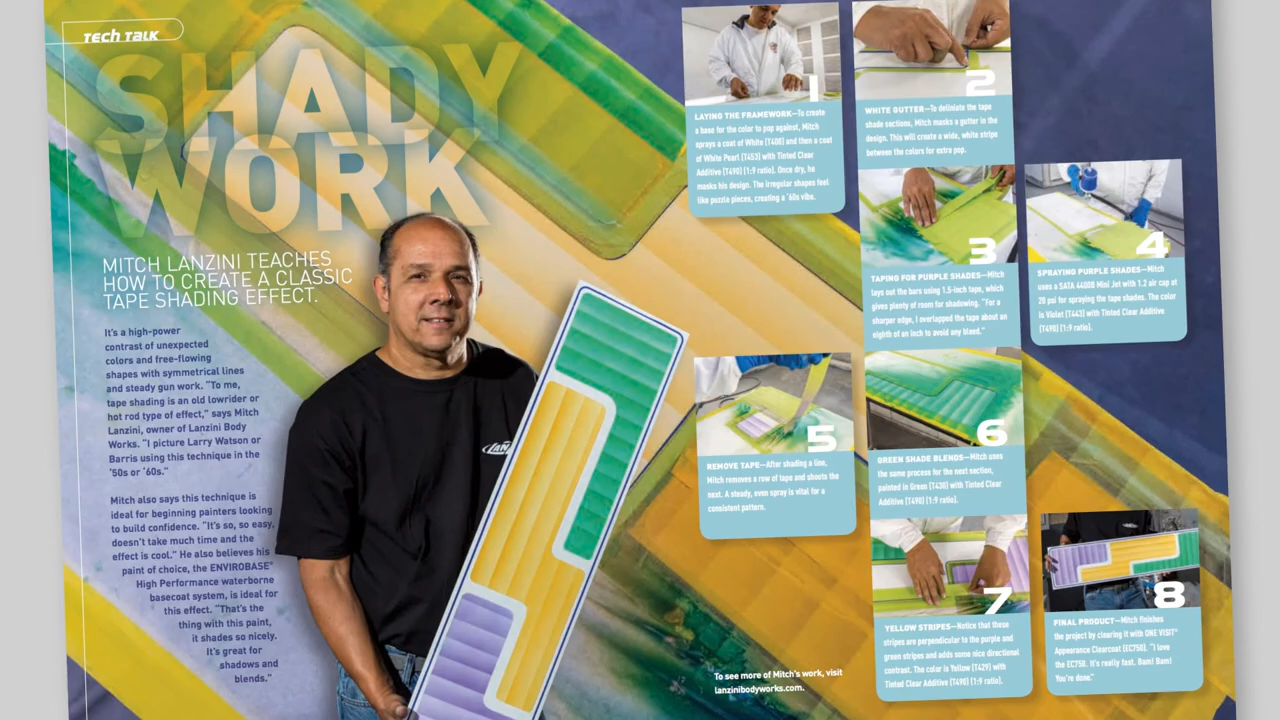 TECH TALK
SHADY
WORK
MITCH LANZINI TEACHES
HOW TO CREATE A CLASSIC
TAPE SHADING EFFECT.
It's a high-power
contrast of unexpected
colors and free-flowing
shapes with symmetrical lines
and steady gun work. "To me,
tape shading is an old lowrider or
hot rod type of effect," says Mitch
Lanzini, owner of Lanzini Body
Works. "I picture Larry Watson or
Barris using this technique in the
'50s or '60s."
Mitch also says this technique is
ideal for beginning painters looking
to build confidence. "It's so, so easy,
doesn't take much time and the
effect is cool." He also believes his
paint of choice, the ENVIROBASE®
High Performance waterborne
basecoat system, is ideal for
this effect. "That's the
thing with this paint,
it shades so nicely.
It's great for
shadows and
blends."
LAN
1
LAYING THE FRAMEWORK—To create
a base for the color to pop against, Mitch
sprays a coat of White (T400) and then a coat
of White Pearl (T453) with Tinted Clear
Additive (T490) (1:9 ratio). Once dry, he
masks his design. The irregular shapes feel
like puzzle pieces, creating a '60s vibe.
2
WHITE GUTTER—To deliniate the tape
shade sections, Mitch masks a gutter in the
design. This will create a wide, white stripe
between the colors for extra pop.
3
TAPING FOR PURPLE SHADES—Mitch
lays out the bars using 1.5-inch tape, which
gives plenty of room for shadowing. "For a
sharper edge, I overlapped the tape about an
eighth of an inch to avoid any bleed."
4
SPRAYING PURPLE SHADES—Mitch
uses a SATA 4400B Mini Jet with 1.2 air cap at
20 psi for spraying the tape shades. The color
is Violet (T443) with Tinted Clear Additive
(T490) (1:9 ratio).
5
REMOVE TAPE—After shading a line,
Mitch removes a row of tape and shoots the
next. A steady, even spray is vital for a
consistent pattern.
6
GREEN SHADE BLENDS—Mitch uses
the same process for the next section,
painted in Green (T436) with Tinted Clear
Additive (T490) (1:9 ratio).
7
YELLOW STRIPES—Notice that these
stripes are perpendicular to the purple and
green stripes and adds some nice directional
contrast. The color is Yellow (T429) with
Tinted Clear Additive (T490) (1:9 ratio).
8
FINAL PRODUCT—Mitch finishes
the project by clearing it with ONE VISIT®
Appearance Clearcoat (EC750). "I love
the EC750. It's really fast. Bam! Bam!
You're done."
To see more of Mitch's work, visit
lanzinibodyworks.com.